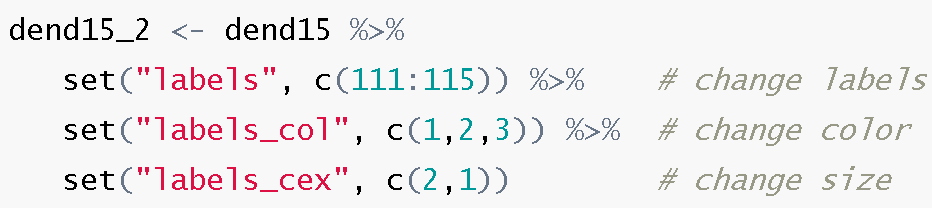 dend15_2 <- dend15 %>%
   set("labels", c(111:115)) %>%    # change labels
   set("labels_col", c(1,2,3)) %>%  # change color
   set("labels_cex", c(2,1))        # change size